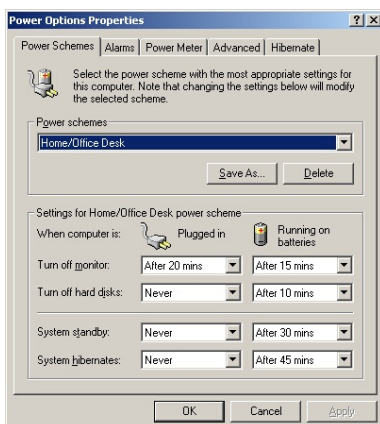 Power Options Properties
Power Schemes Alarms Power Meter Advanced Hibernate
Select the power scheme with the most appropriate settings for
this computer. Note that changing the settings below will modify
the selected scheme.
Power schemes
Home/Office Desk
Save As... Delete
Settings for Home/Office Desk power scheme
When computer is: Plugged in Running on
batteries
Turn off monitor: After 20 mins After 15 mins
Turn off hard disks: Never After 10 mins
System standby: Never After 30 mins
System hibernates: Never After 45 mins
OK Cancel Apply